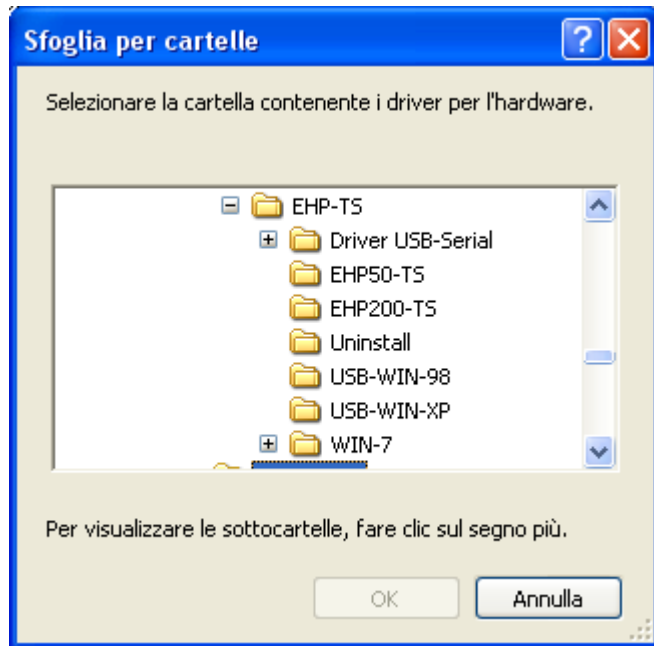 Sfoglia per cartelle
Selezionare la cartella contenente i driver per l'hardware.
EHP-TS
Driver USB-Serial
EHP50-TS
EHP200-TS
Uninstall
USB-WIN-98
USB-WIN-XP
WIN-7
Per visualizzare le sottocartelle, fare clic sul segno più.
OK
Annulla